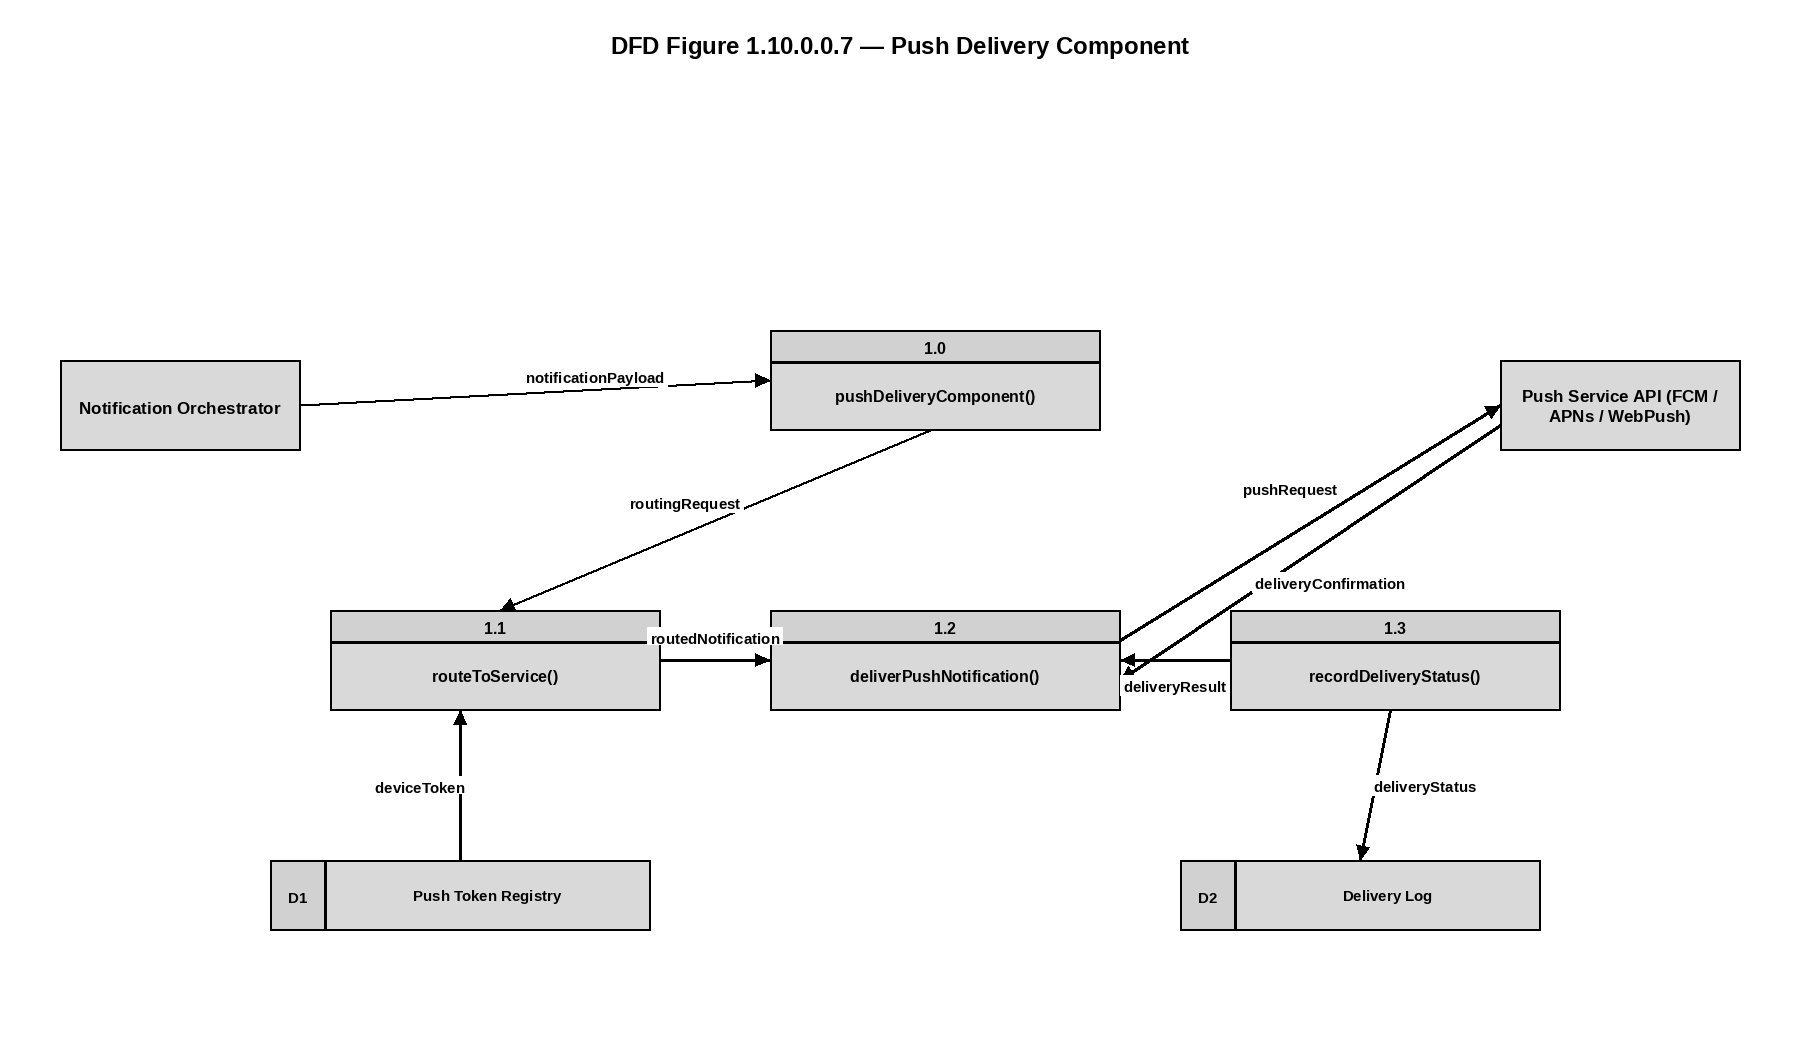 DFD Figure 1.10.0.0.7 — Push Delivery Component
1.0
notificationPayload
pushDeliveryComponent()
Notification Orchestrator
Push Service API (FCM /
APNs / WebPush)
pushRequest
routingRequest
deliveryConfirmation
1.1
routedNotification
1.2
1.3
routeToService()
deliverPushNotification()
deliveryResult
recordDeliveryStatus()
deviceToken
deliveryStatus
D1
Push Token Registry
D2
Delivery Log